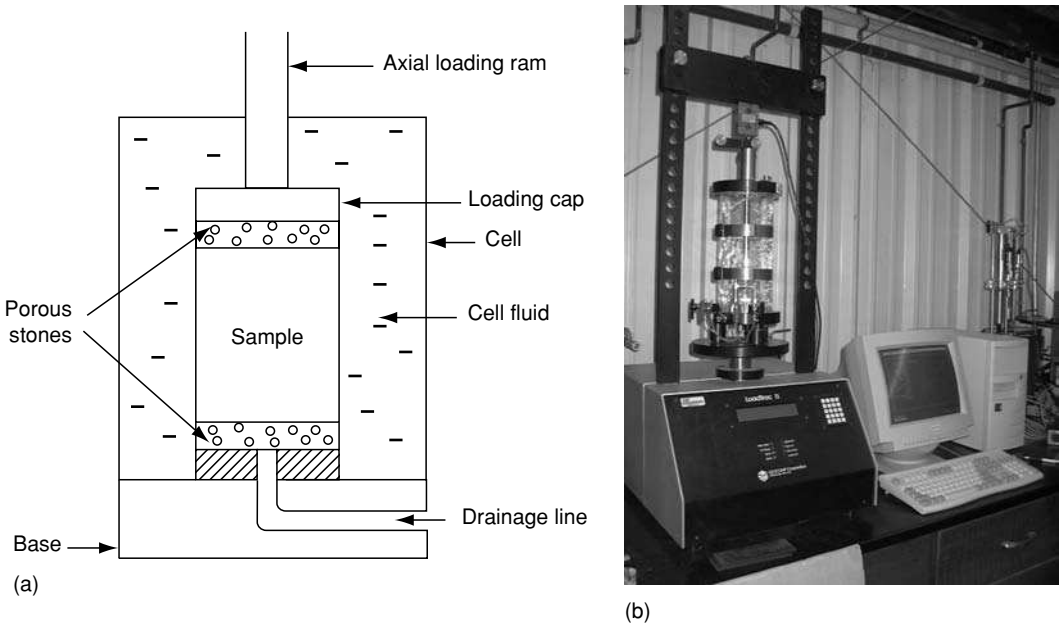 Axial loading ram
Loading cap
Cell
Porous
stones
Cell fluid
Sample
Drainage line
Base
(a)
LoadTrac II
(b)